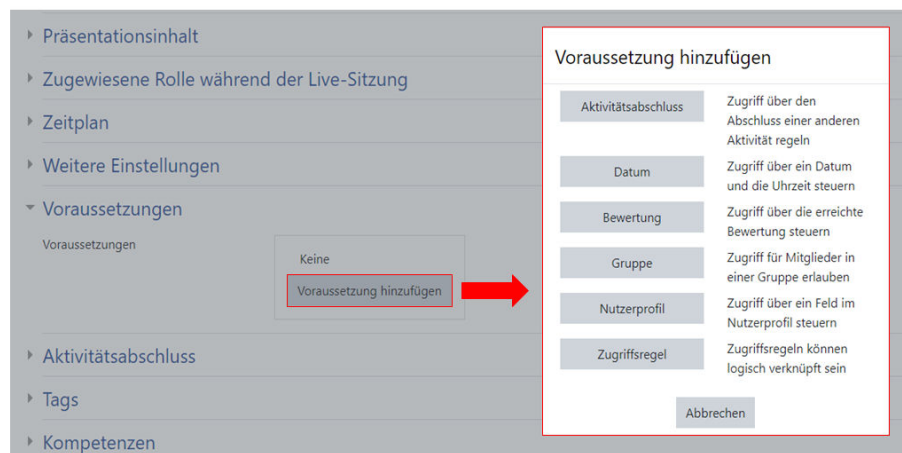 Präsentationsinhalt
Zugewiesene Rolle während der Live-Sitzung
Zeitplan
Weitere Einstellungen
Voraussetzungen
Voraussetzungen
Keine
Voraussetzung hinzufügen
Aktivitätsabschluss
Tags
Kompetenzen
Voraussetzung hinzufügen
Aktivitätsabschluss
Zugriff über den
Abschluss einer anderen
Aktivität regeln
Datum
Zugriff über ein Datum
und die Uhrzeit steuern
Bewertung
Zugriff über die erreichte
Bewertung steuern
Gruppe
Zugriff für Mitglieder in
einer Gruppe erlauben
Nutzerprofil
Zugriff über ein Feld im
Nutzerprofil steuern
Zugriffsregel
Zugriffsregeln können
logisch verknüpft sein
Abbrechen